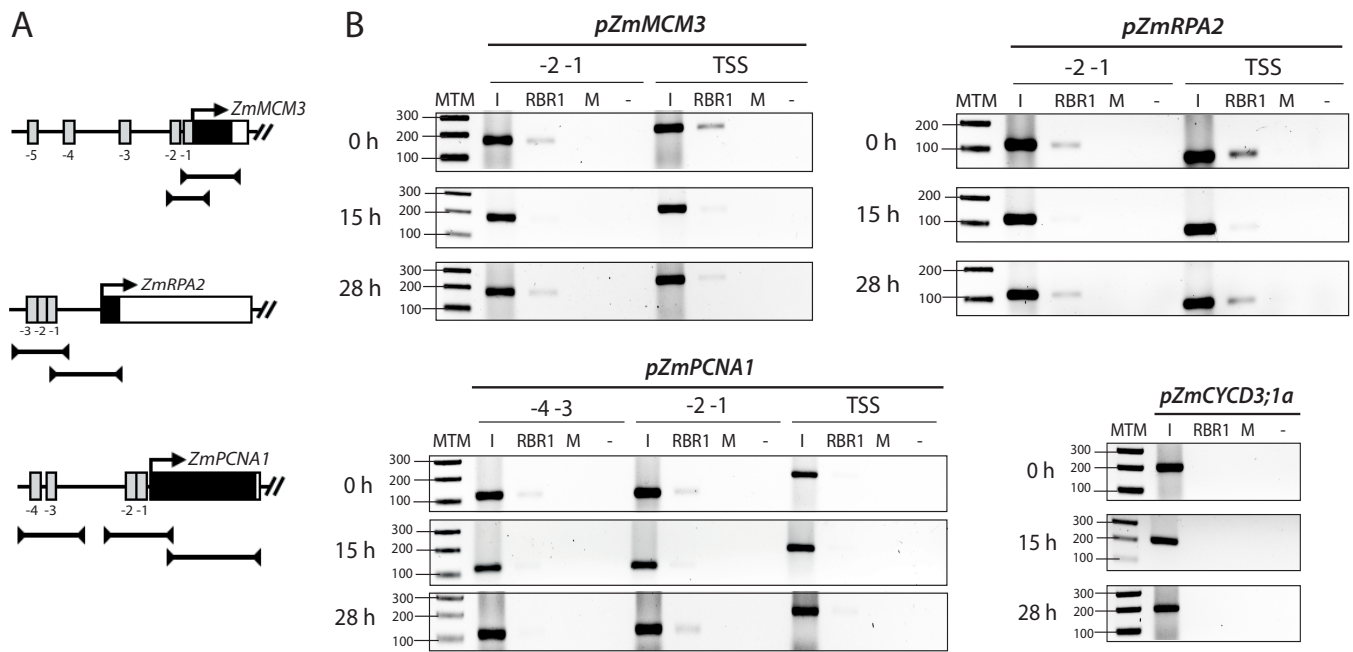 A
ZmMCM3
-5 -4 -3 -2 -1
ZmRPA2
-3 -2 -1
ZmPCNA1
-4 -3 -2 -1
B
pZmMCM3
-2 -1 TSS
MTM I RBR1 M - I RBR1 M -
0 h 300 200 100
15 h 300 200 100
28 h 300 200 100
pZmRPA2
-2 -1 TSS
MTM I RBR1 M - I RBR1 M -
0 h 200 100
15 h 200 100
28 h 200 100
pZmPCNA1
-4 -3 -2 -1 TSS
MTM I RBR1 M - I RBR1 M - I RBR1 M -
0 h 300 200 100
15 h 300 200 100
28 h 300 200 100
pZmCYCD3;1a
MTM I RBR1 M -
0 h 300 200 100
15 h 300 200 100
28 h 300 200 100